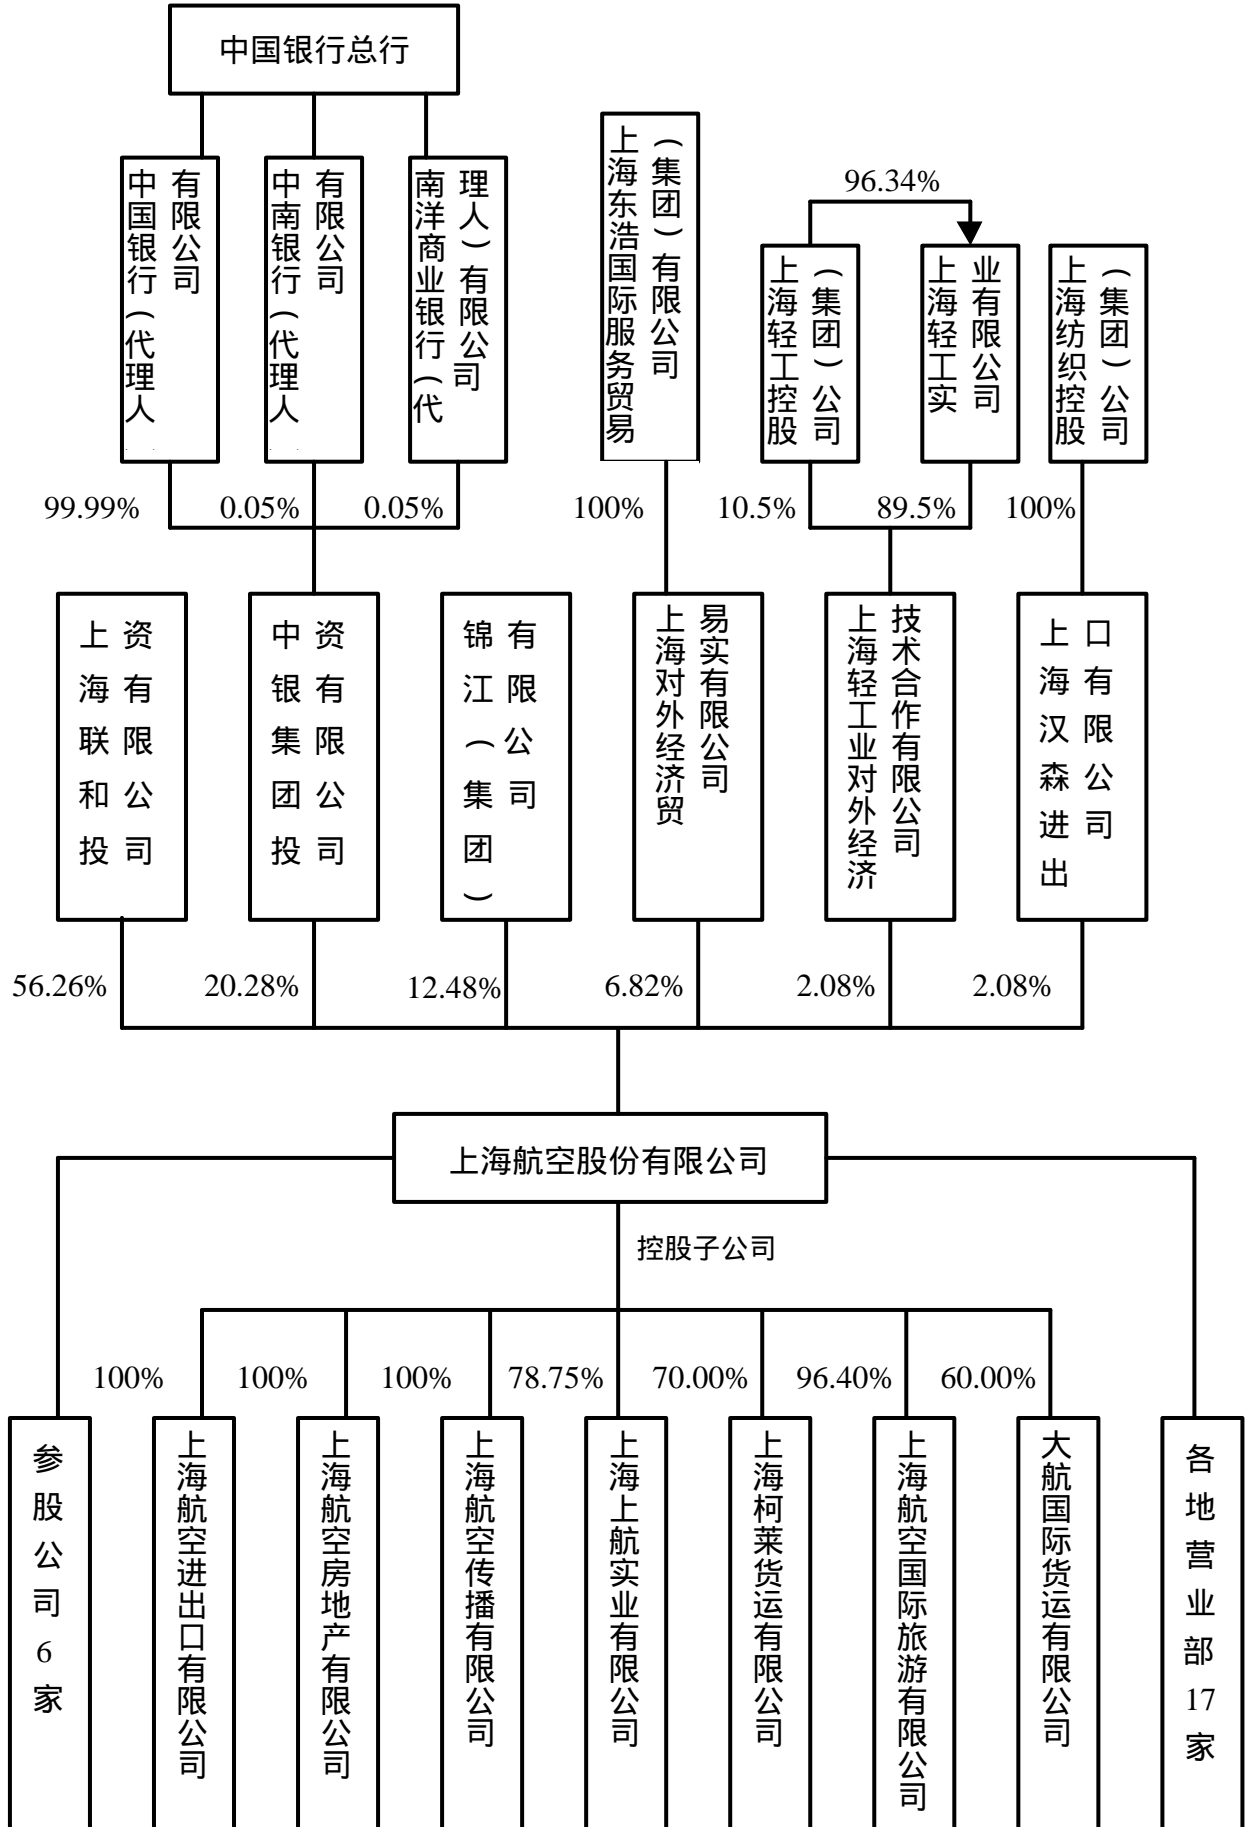 中国银行总行
中国银行（代理人
有限公司
中南银行（代理人
有限公司
南洋商业银行（代
理人）有限公司
上海东浩国际服务贸易
（集团）有限公司
96.34%
上海轻工控股
（集团）公司
上海轻工实
业有限公司
上海纺织控股
（集团）公司
99.99%
0.05%
0.05%
100%
10.5%
89.5%
100%
上海联和投
资有限公司
中银集团投
资有限公司
锦江（集团）
有限公司
上海对外经济贸
易实有限公司
上海轻工业对外经济
技术合作有限公司
上海汉森进出
口有限公司
56.26%
20.28%
12.48%
6.82%
2.08%
2.08%
上海航空股份有限公司
控股子公司
100%
100%
100%
78.75%
70.00%
96.40%
60.00%
参股公司6家
上海航空进出口有限公司
上海航空房地产有限公司
上海航空传播有限公司
上海上航实业有限公司
上海柯莱货运有限公司
上海航空国际旅游有限公司
大航国际货运有限公司
各地营业部17家